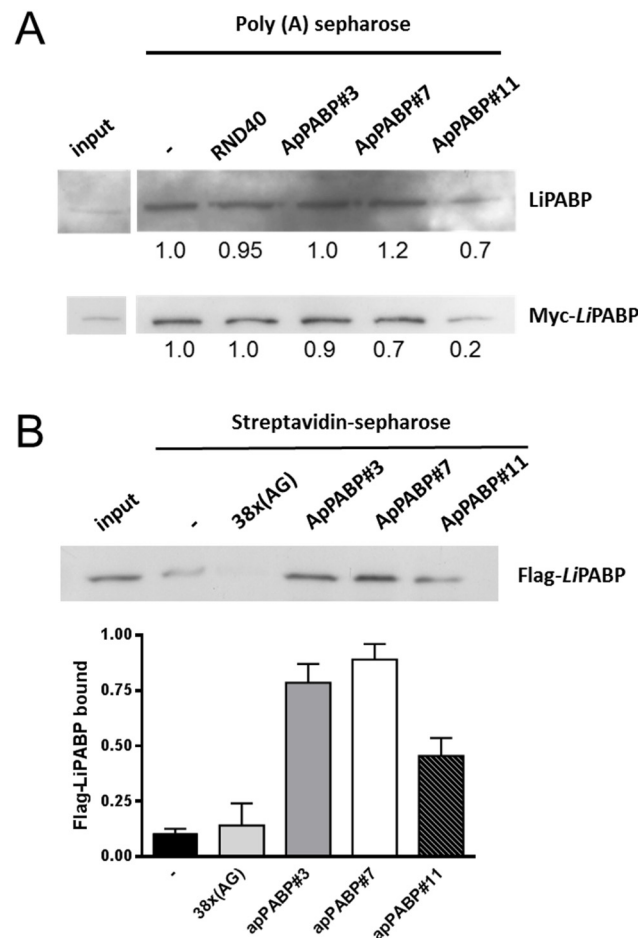 A
Poly (A) sepharose
input
-
RND40
ApPABP#3
ApPABP#7
ApPABP#11
LiPABP
1.0 0.95 1.0 1.2 0.7
Myc-LiPABP
1.0 1.0 0.9 0.7 0.2
B
Streptavidin-sepharose
input
-
38x(AG)
ApPABP#3
ApPABP#7
ApPABP#11
Flag-LiPABP
Flag-LiPABP bound
1.00
0.75
0.50
0.25
0.00
-
38x(AG)
apPABP#3
apPABP#7
apPABP#11